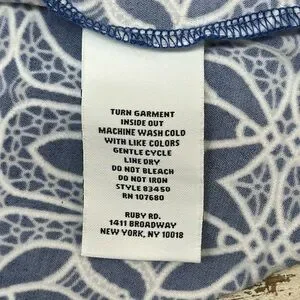 TURN GARMENT
INSIDE OUT
MACHINE WASH COLD
WITH LIKE COLORS
GENTLE CYCLE
LINE DRY
DO NOT BLEACH
DO NOT IRON
STYLE 83450
RN 107680
RUBY RD.
1411 BROADWAY
NEW YORK, NY 10018